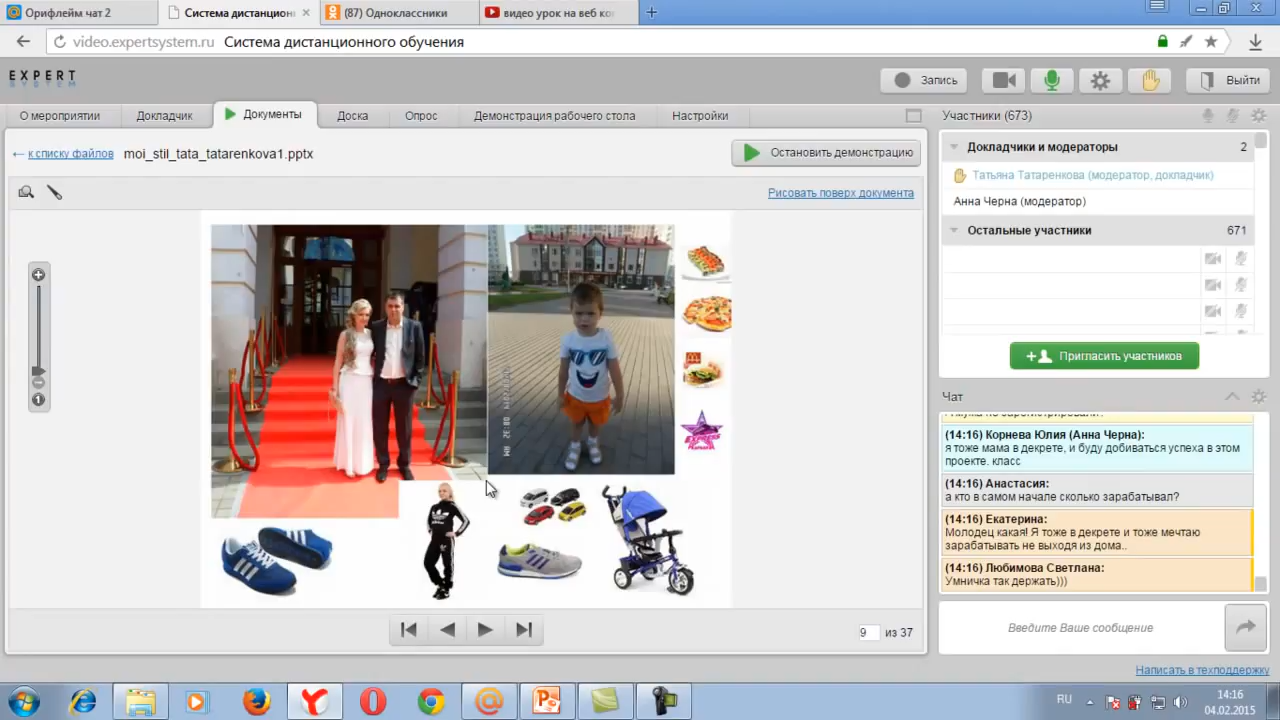 Орифлейм чат 2
Система дистанцион
(87) Одноклассники
видео урок на веб ко
video.expertsystem.ru Система дистанционного обучения
EXPERT
SYSTEM
Запись
Выйти
О мероприятии
Докладчик
Документы
Доска
Опрос
Демонстрация рабочего стола
Настройки
← к списку файлов moi_stil_tata_tatarenkova1.pptx
Остановить демонстрацию
Рисовать поверх документа
1
9 из 37
Участники (673)
Докладчики и модераторы 2
Татьяна Татаренкова (модератор, докладчик)
Анна Черна (модератор)
Остальные участники 671
Пригласить участников
Чат
(14:16) Корнева Юлия (Анна Черна):
я тоже мама в декрете, и буду добиваться успеха в этом
проекте. класс
(14:16) Анастасия:
а кто в самом начале сколько зарабатывал?
(14:16) Екатерина:
Молодец какая! Я тоже в декрете и тоже мечтаю
зарабатывать не выходя из дома..
(14:16) Любимова Светлана:
Умничка так держать)))
Введите Ваше сообщение
Написать в техподдержку
RU
14:16
04.02.2015